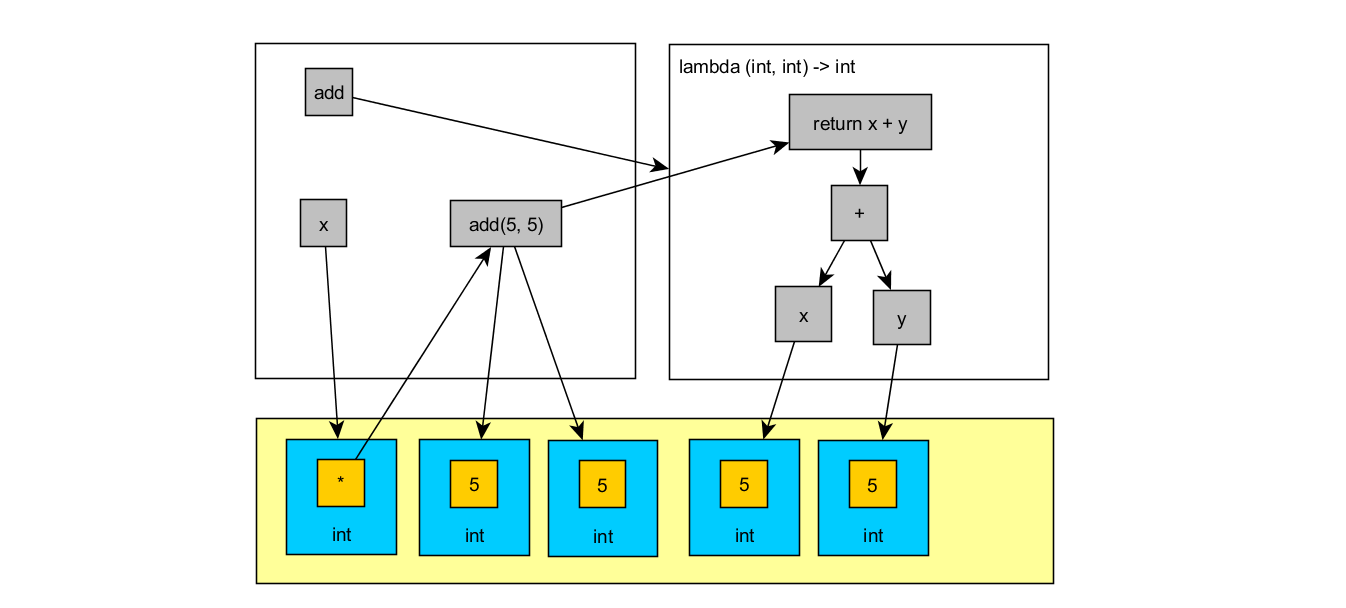 add
lambda (int, int) -> int
return x + y
x
add(5, 5)
+
x
y
*
int
5
int
5
int
5
int
5
int